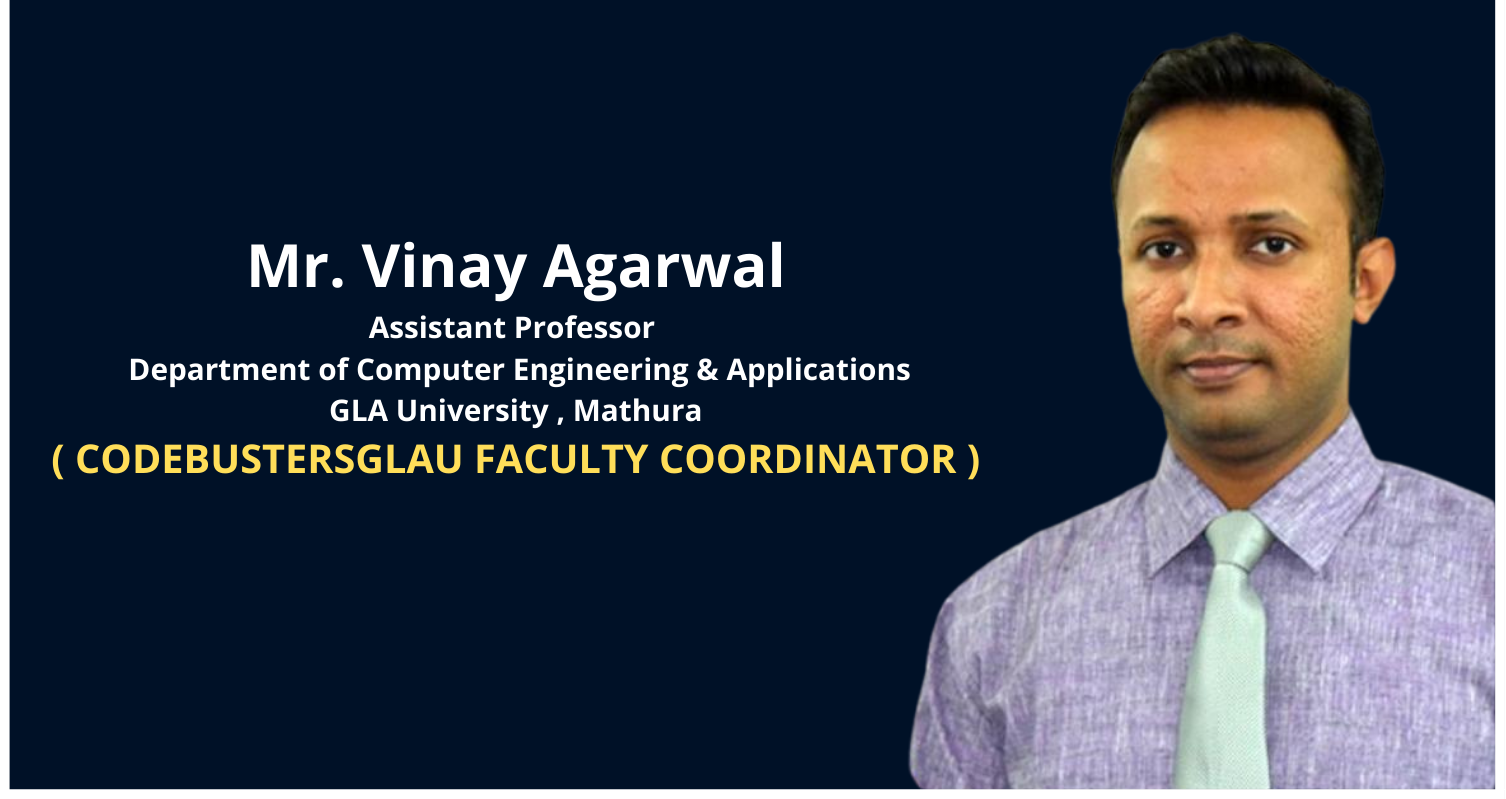 Mr. Vinay Agarwal
Assistant Professor
Department of Computer Engineering & Applications
GLA University , Mathura
( CODEBUSTERSGLAU FACULTY COORDINATOR )